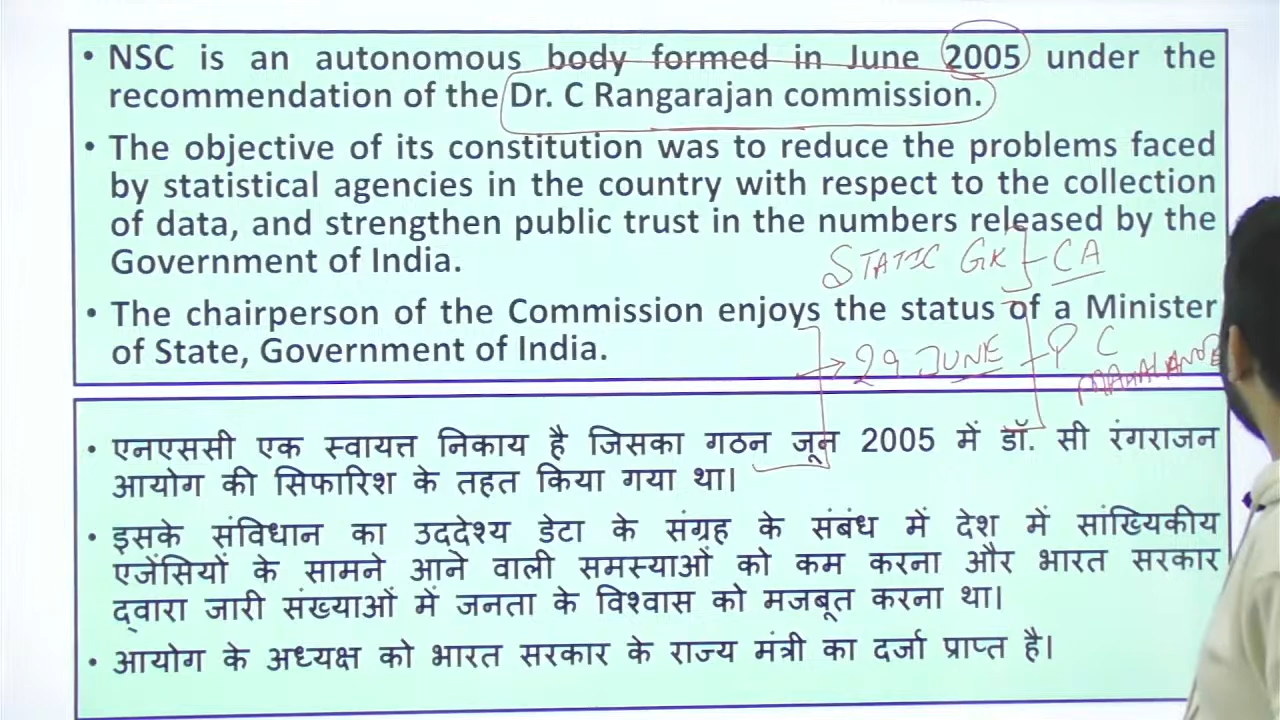 • NSC is an autonomous body formed in June 2005 under the
recommendation of the Dr. C Rangarajan commission.
• The objective of its constitution was to reduce the problems faced
by statistical agencies in the country with respect to the collection
of data, and strengthen public trust in the numbers released by the
Government of India.
STATIC GK CA
• The chairperson of the Commission enjoys the status of a Minister
of State, Government of India.
29 JUNE P C
• एनएससी एक स्वायत्त निकाय है जिसका गठन जून 2005 में डॉ. सी रंगराजन
आयोग की सिफारिश के तहत किया गया था।
• इसके संविधान का उददेश्य डेटा के संग्रह के संबंध में देश में सांख्यिकीय
एजेंसियों के सामने आने वाली समस्याओं को कम करना और भारत सरकार
द्वारा जारी संख्याओं में जनता के विश्वास को मजबूत करना था।
• आयोग के अध्यक्ष को भारत सरकार के राज्य मंत्री का दर्जा प्राप्त है।